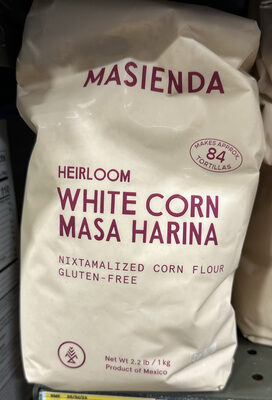 MASIENDA
MAKES APPROX.
84
TORTILLAS
HEIRLOOM
WHITE CORN
MASA HARINA
NIXTAMALIZED CORN FLOUR
GLUTEN-FREE
Net Wt. 2.2 lb / 1 kg
Product of Mexico